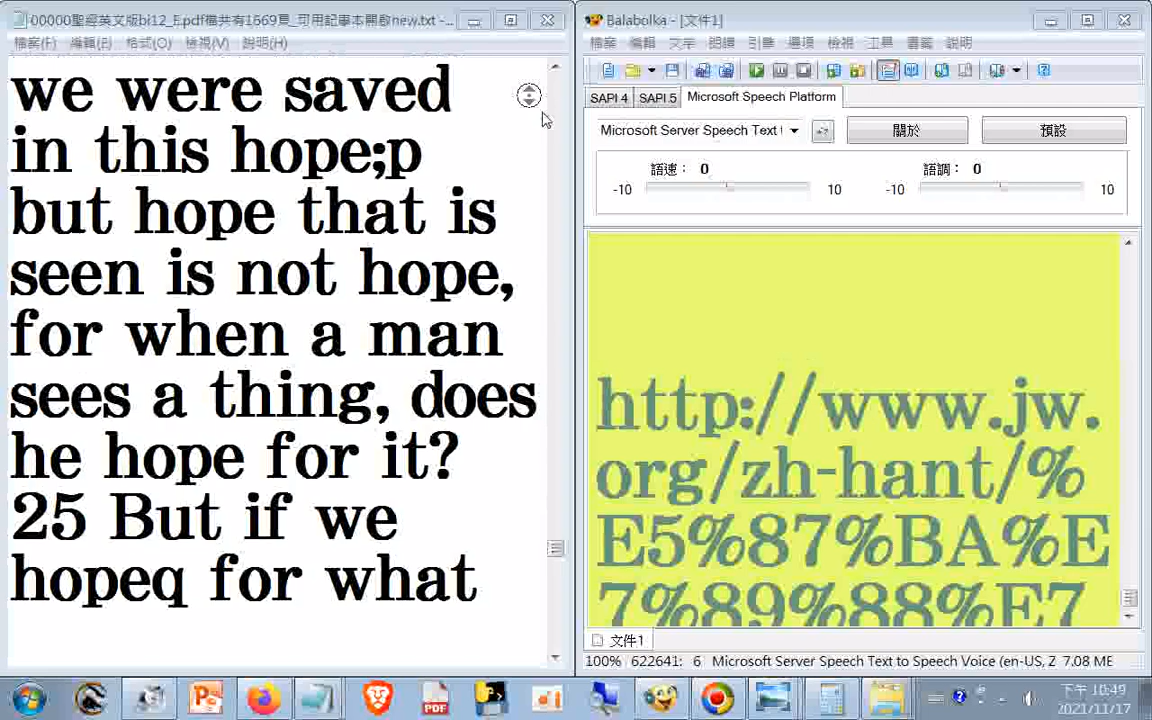 00000聖經英文版bi12_E.pdf檔共有1669頁_可用記事本開啟new.txt -...
檔案(F) 編輯(E) 格式(O) 檢視(V) 說明(H)
we were saved
in this hope;p
but hope that is
seen is not hope,
for when a man
sees a thing, does
he hope for it?
25 But if we
hopeq for what
Balabolka - [文件1]
檔案 編輯 文字 朗讀 引擎 選項 檢視 工具 書籤 說明
SAPI 4 SAPI 5 Microsoft Speech Platform
Microsoft Server Speech Text
關於 預設
語速： 0 語調： 0
-10 10 -10 10
http://www.jw.
org/zh-hant/%
E5%87%BA%E
7%89%88%E7
文件1
100% 622641: 6 Microsoft Server Speech Text to Speech Voice (en-US, Z 7.08 ME
PDF
下午 10:49
2021/11/17